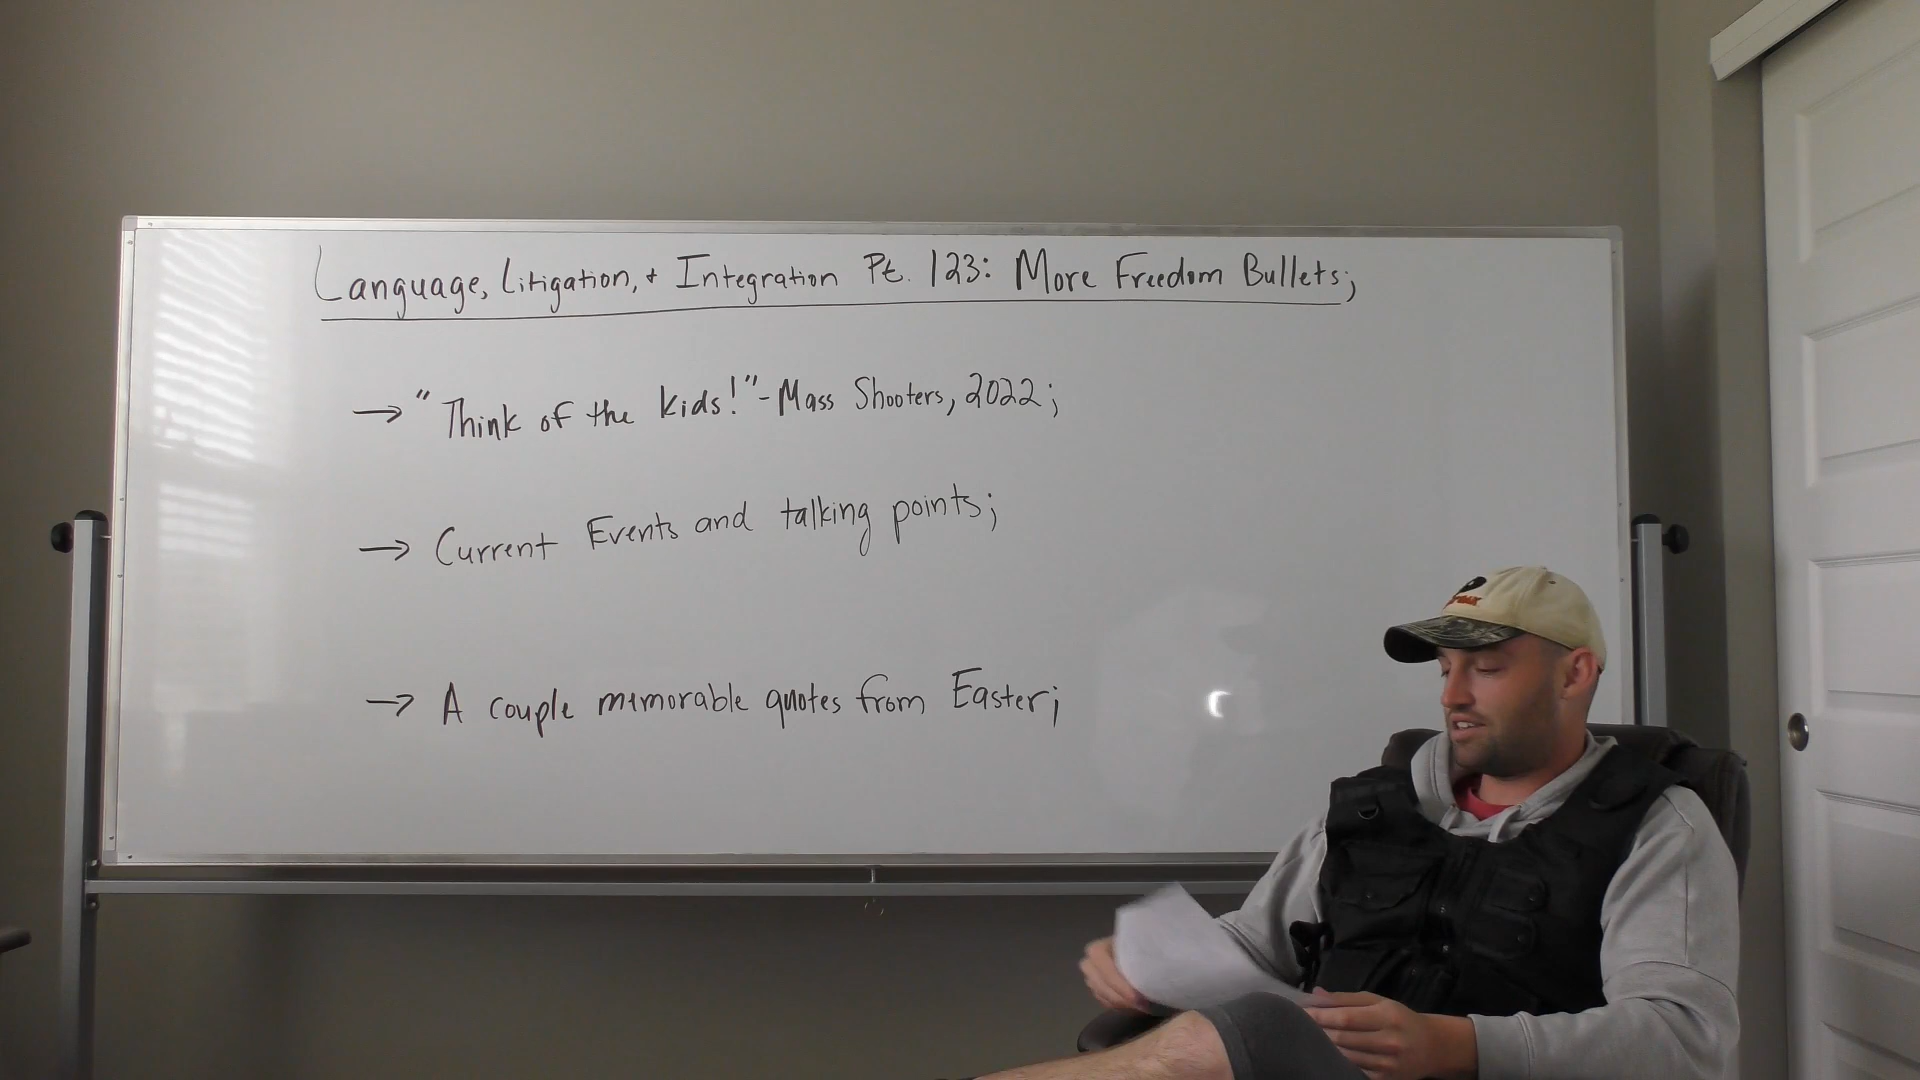 Language, Litigation, + Integration Pt. 123: More Freedom Bullets;
→ "Think of the kids!" - Mass Shooters, 2022;
→ Current Events and talking points;
→ A couple memorable quotes from Easter;